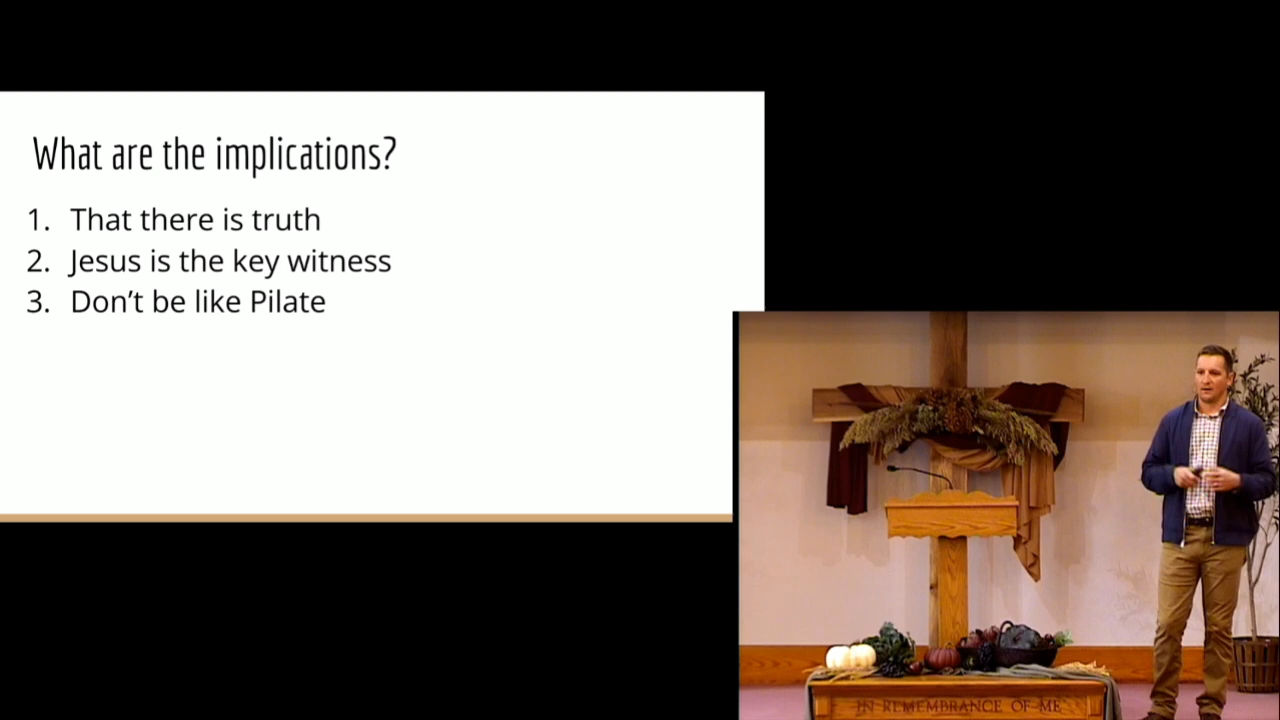 What are the implications?
1. That there is truth
2. Jesus is the key witness
3. Don’t be like Pilate
IN REMEMBRANCE OF ME